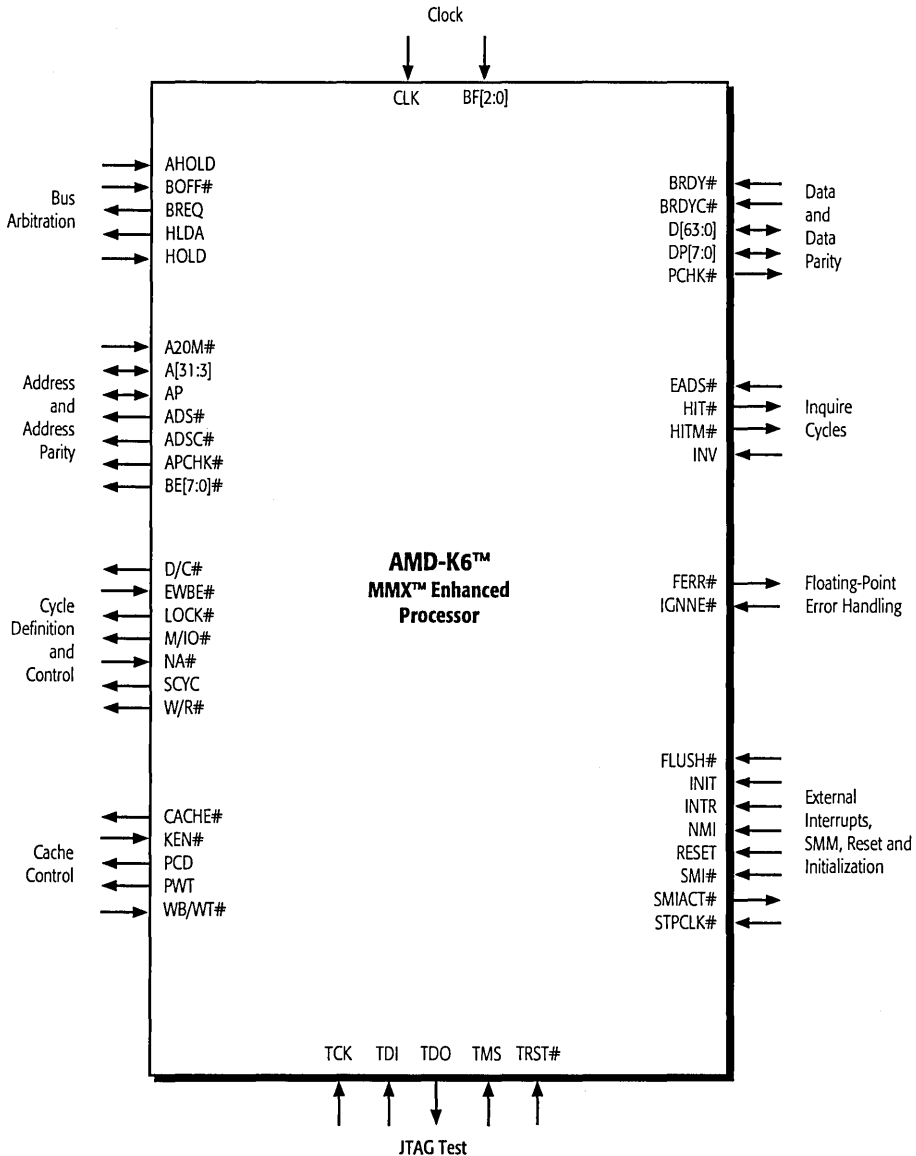 Clock
CLK BF[2:0]
Bus
Arbitration
AHOLD
BOFF#
BREQ
HLDA
HOLD
Address
and
Address
Parity
A20M#
A[31:3]
AP
ADS#
ADSC#
APCHK#
BE[7:0]#
Cycle
Definition
and
Control
D/C#
EWBE#
LOCK#
M/IO#
NA#
SCYC
W/R#
Cache
Control
CACHE#
KEN#
PCD
PWT
WB/WT#
AMD-K6™
MMX™ Enhanced
Processor
BRDY#
BRDYC#
D[63:0]
DP[7:0]
PCHK#
Data
and
Data
Parity
EADS#
HIT#
HITM#
INV
Inquire
Cycles
FERR#
IGNNE#
Floating-Point
Error Handling
FLUSH#
INIT
INTR
NMI
RESET
SMI#
SMIACT#
STPCLK#
External
Interrupts,
SMM, Reset and
Initialization
TCK TDI TDO TMS TRST#
JTAG Test